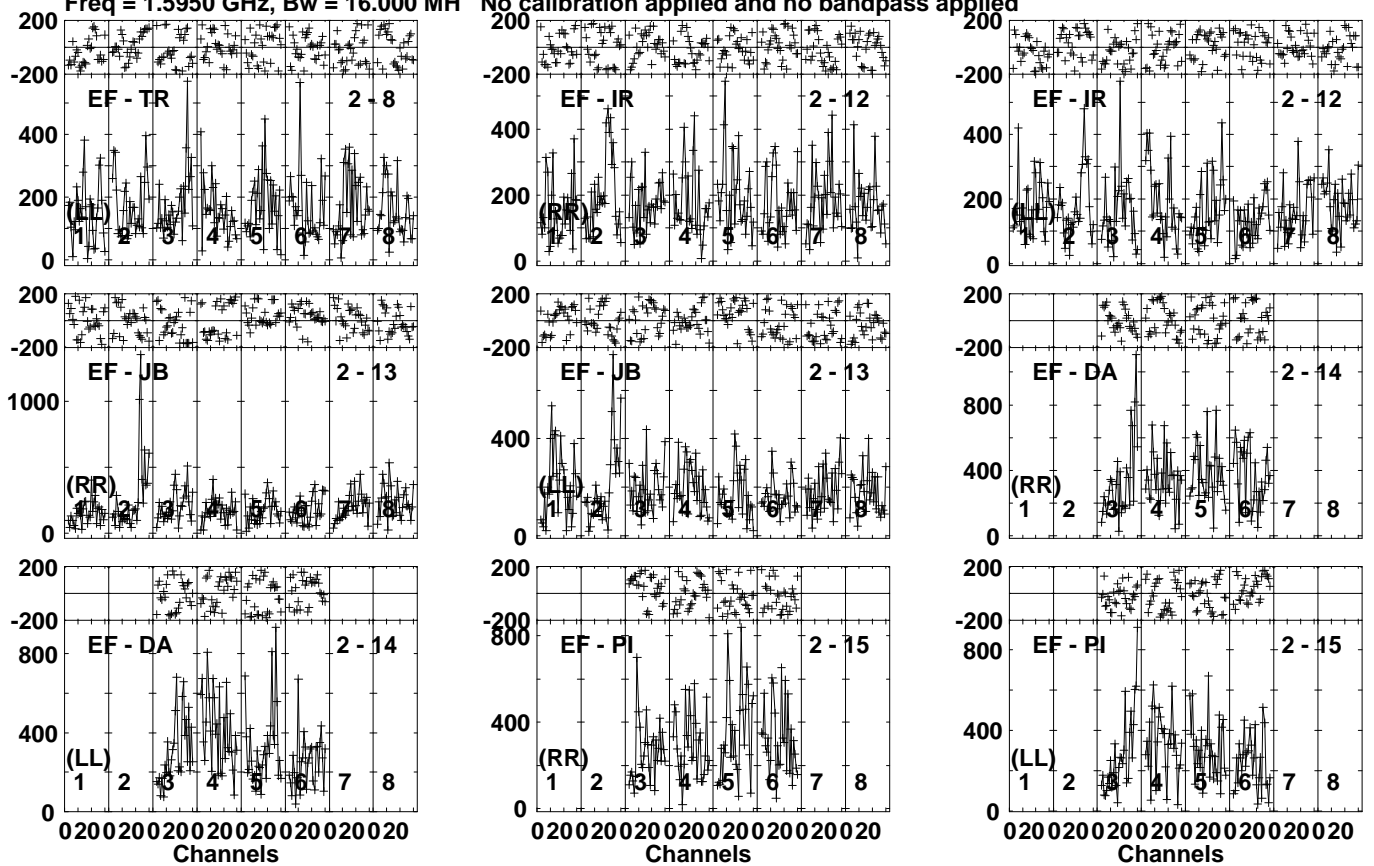 Freq = 1.5950 GHz, Bw = 16.000 MH No calibration applied and no bandpass applied
200
-200
EF - TR 2 - 8
400
200
0
(LL)
1 2 3 4 5 6 7 8
200
-200
EF - IR 2 - 12
400
200
0
(RR)
1 2 3 4 5 6 7 8
200
-200
EF - IR 2 - 12
400
200
0
(LL)
1 2 3 4 5 6 7 8
200
-200
EF - JB 2 - 13
1000
0
(RR)
1 2 3 4 5 6 7 8
200
-200
EF - JB 2 - 13
400
0
(LL)
1 2 3 4 5 6 7 8
200
-200
EF - DA 2 - 14
800
400
0
(RR)
1 2 3 4 5 6 7 8
200
-200
EF - DA 2 - 14
800
400
0
(LL)
1 2 3 4 5 6 7 8
0 20 0 20 0 20 0 20 0 20 0 20 0 20 0 20
Channels
200
-200
EF - PI 2 - 15
800
400
0
(RR)
1 2 3 4 5 6 7 8
0 20 0 20 0 20 0 20 0 20 0 20 0 20 0 20
Channels
200
-200
EF - PI 2 - 15
800
400
0
(LL)
1 2 3 4 5 6 7 8
0 20 0 20 0 20 0 20 0 20 0 20 0 20 0 20
Channels